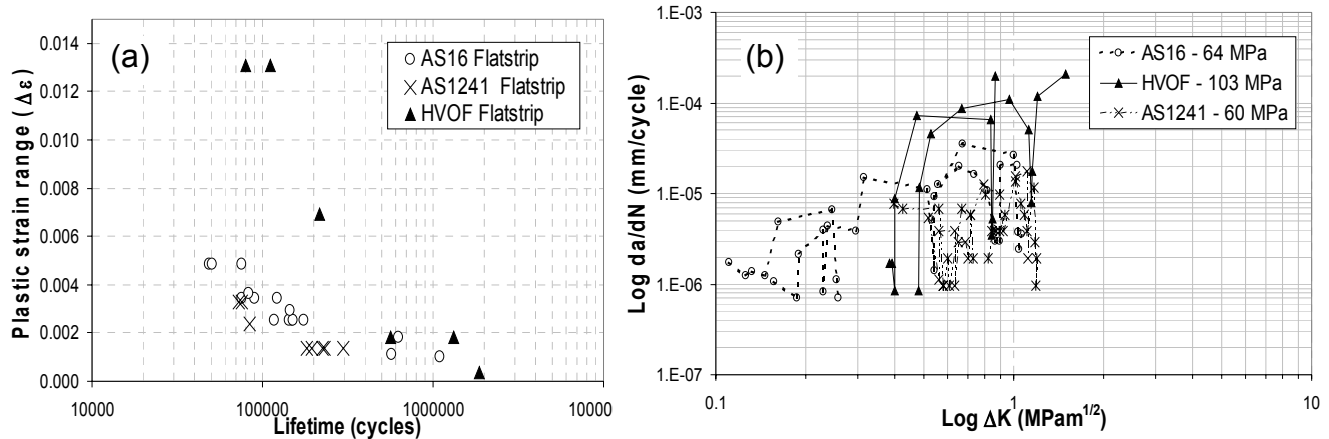 (a)
AS16 Flatstrip
AS1241 Flatstrip
HVOF Flatstrip
Plastic strain range (Δε)
0.014
0.012
0.010
0.008
0.006
0.004
0.002
0.000
10000 100000 1000000 10000000
Lifetime (cycles)
(b)
AS16 - 64 MPa
HVOF - 103 MPa
AS1241 - 60 MPa
Log da/dN (mm/cycle)
1.E-03
1.E-04
1.E-05
1.E-06
1.E-07
0.1 1 10
Log ΔK (MPam^1/2)